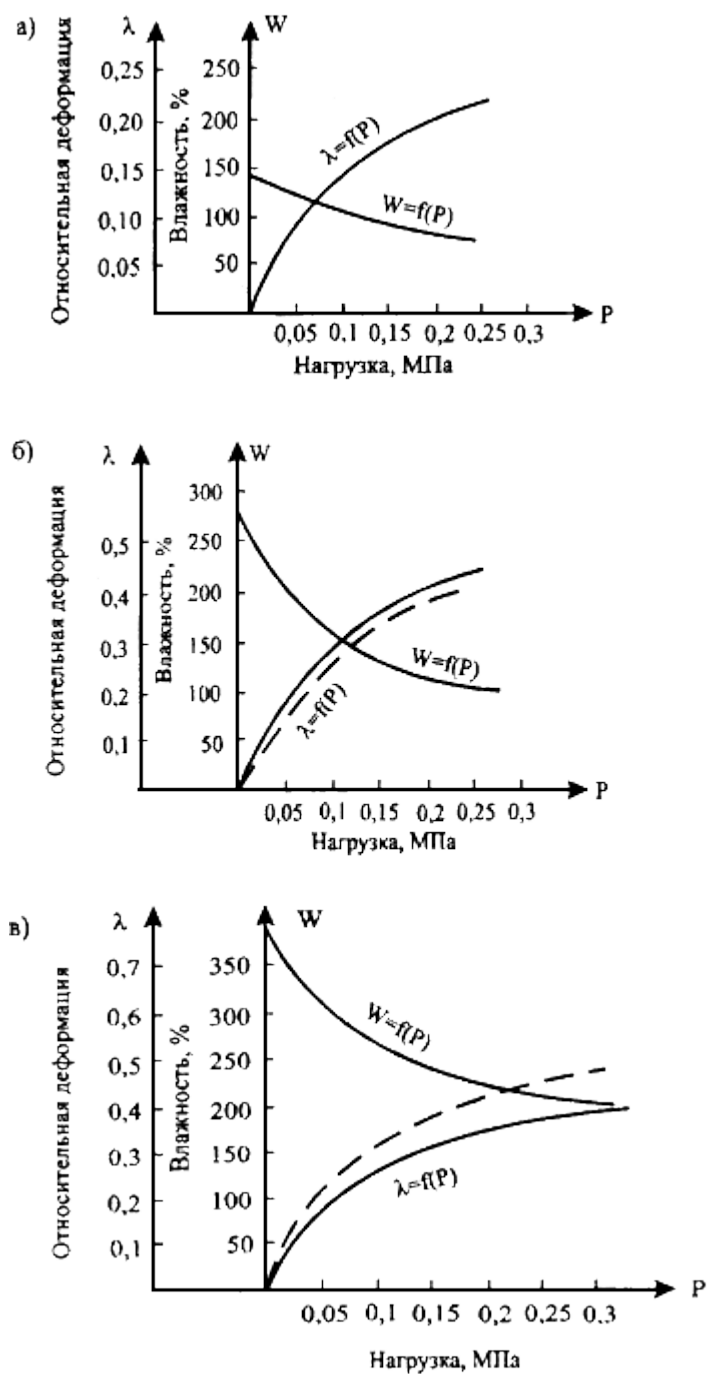 а)
λ
W
Относительная деформация
0,25
0,20
0,15
0,10
0,05
Влажность, %
250
200
150
100
50
λ=f(P)
W=f(P)
P
0,05 0,1 0,15 0,2 0,25 0,3
Нагрузка, МПа
б)
λ
W
Относительная деформация
0,5
0,4
0,3
0,2
0,1
Влажность, %
300
250
200
150
100
50
W=f(P)
λ=f(P)
P
0,05 0,1 0,15 0,2 0,25 0,3
Нагрузка, МПа
в)
λ
W
Относительная деформация
0,7
0,6
0,5
0,4
0,3
0,2
0,1
Влажность, %
350
300
250
200
150
100
50
W=f(P)
λ=f(P)
P
0,05 0,1 0,15 0,2 0,25 0,3
Нагрузка, МПа